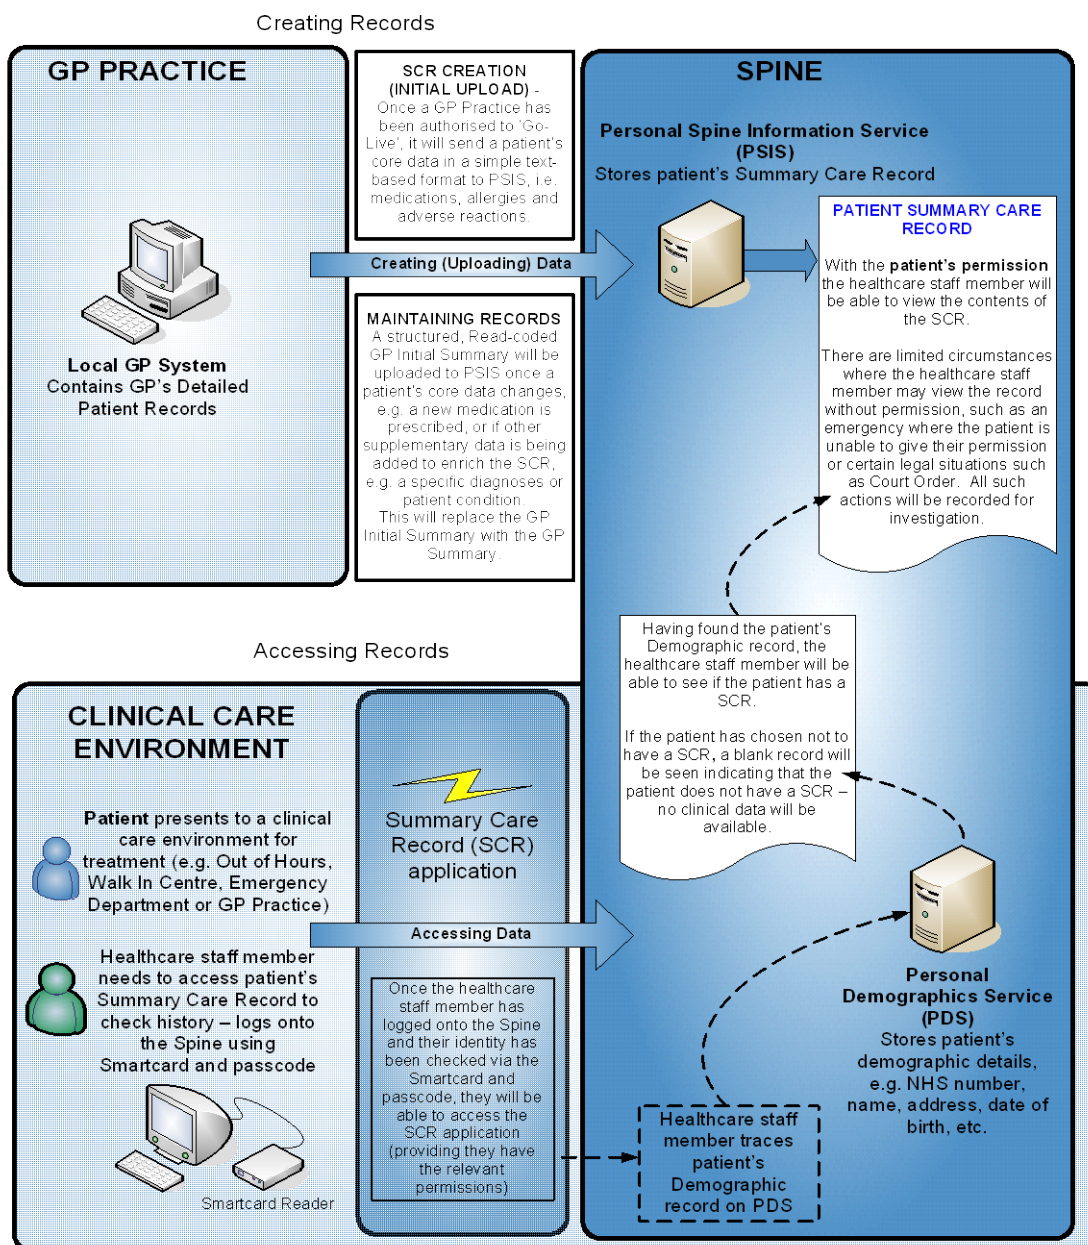 Creating Records
GP PRACTICE
Local GP System
Contains GP's Detailed
Patient Records
SCR CREATION
(INITIAL UPLOAD) -
Once a GP Practice has
been authorised to 'Go-
Live', it will send a patient's
core data in a simple text-
based format to PSIS, i.e.
medications, allergies and
adverse reactions.
Creating (Uploading) Data
MAINTAINING RECORDS
A structured, Read-coded
GP Initial Summary will be
uploaded to PSIS once a
patient's core data changes,
e.g. a new medication is
prescribed, or if other
supplementary data is being
added to enrich the SCR,
e.g. a specific diagnoses or
patient condition.
This will replace the GP
Initial Summary with the GP
Summary.
SPINE
Personal Spine Information Service
(PSIS)
Stores patient's Summary Care Record
PATIENT SUMMARY CARE
RECORD
With the patient's permission
the healthcare staff member will
be able to view the contents of
the SCR.
There are limited circumstances
where the healthcare staff
member may view the record
without permission, such as an
emergency where the patient is
unable to give their permission
or certain legal situations such
as Court Order. All such
actions will be recorded for
investigation.
Having found the patient's
Demographic record, the
healthcare staff member will be
able to see if the patient has a
SCR.
If the patient has chosen not to
have a SCR, a blank record will
be seen indicating that the
patient does not have a SCR –
no clinical data will be
available.
Accessing Records
CLINICAL CARE
ENVIRONMENT
Patient presents to a clinical
care environment for
treatment (e.g. Out of Hours,
Walk In Centre, Emergency
Department or GP Practice)
Healthcare staff member
needs to access patient's
Summary Care Record to
check history – logs onto
the Spine using
Smartcard and passcode
Smartcard Reader
Summary Care
Record (SCR)
application
Accessing Data
Once the healthcare
staff member has
logged onto the Spine
and their identity has
been checked via the
Smartcard and
passcode, they will be
able to access the
SCR application
(providing they have
the relevant
permissions)
Healthcare staff
member traces
patient's
Demographic
record on PDS
Personal
Demographics Service
(PDS)
Stores patient's
demographic details,
e.g. NHS number,
name, address, date of
birth, etc.